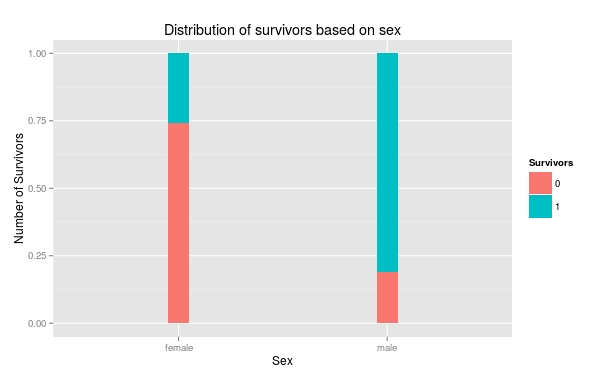 Distribution of survivors based on sex
Number of Survivors
1.00
0.75
0.50
0.25
0.00
female
male
Sex
Survivors
0
1